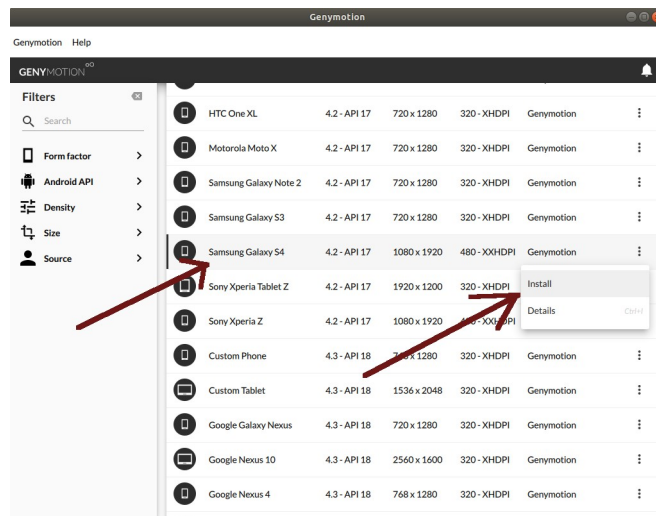 Genymotion
Genymotion Help
GENYMOTION
Filters
Search
Form factor
Android API
Density
Size
Source
HTC One XL 4.2 - API 17 720 x 1280 320 - XHDPI Genymotion
Motorola Moto X 4.2 - API 17 720 x 1280 320 - XHDPI Genymotion
Samsung Galaxy Note 2 4.2 - API 17 720 x 1280 320 - XHDPI Genymotion
Samsung Galaxy S3 4.2 - API 17 720 x 1280 320 - XHDPI Genymotion
Samsung Galaxy S4 4.2 - API 17 1080 x 1920 480 - XXHDPI Genymotion
Sony Xperia Tablet Z 4.2 - API 17 1920 x 1200 320 - XHDPI
Install
Details Ctrl+I
Sony Xperia Z 4.2 - API 17 1080 x 1920 480 - XXHDPI
Custom Phone 4.3 - API 18 768 x 1280 320 - XHDPI Genymotion
Custom Tablet 4.3 - API 18 1536 x 2048 320 - XHDPI Genymotion
Google Galaxy Nexus 4.3 - API 18 720 x 1280 320 - XHDPI Genymotion
Google Nexus 10 4.3 - API 18 2560 x 1600 320 - XHDPI Genymotion
Google Nexus 4 4.3 - API 18 768 x 1280 320 - XHDPI Genymotion